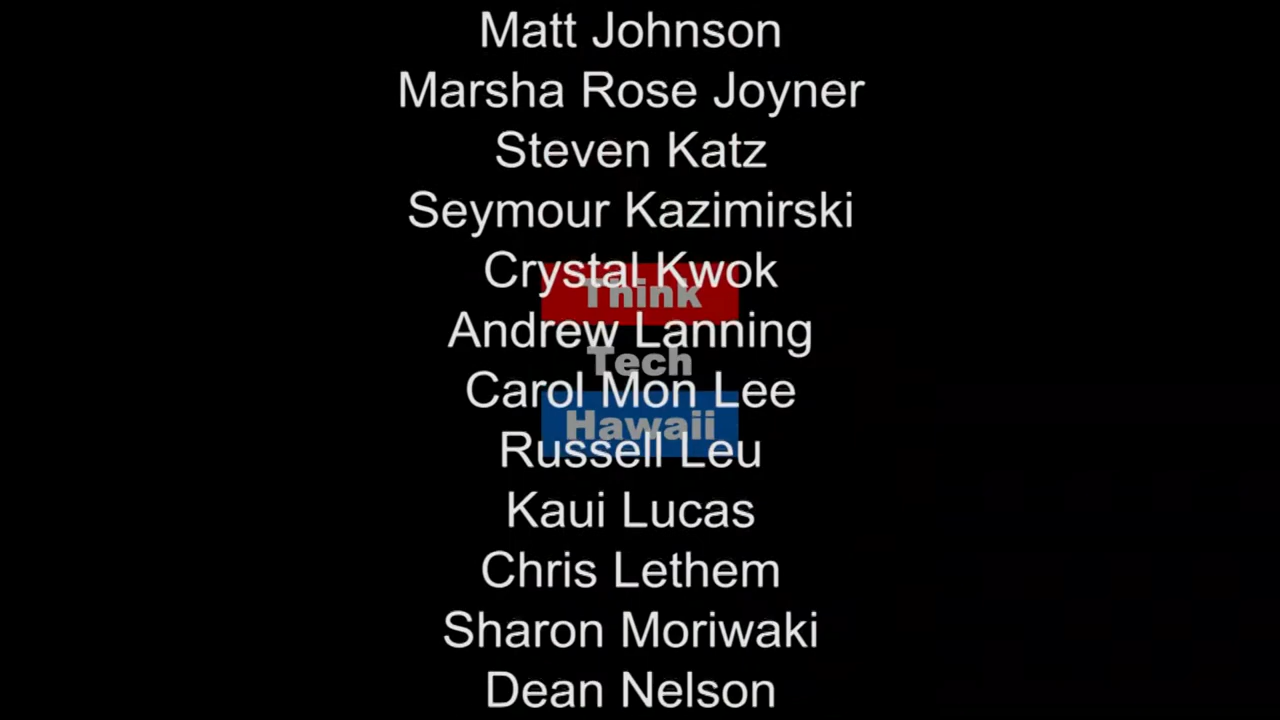 Matt Johnson
Marsha Rose Joyner
Steven Katz
Seymour Kazimirski
Crystal Kwok
Think
Andrew Lanning
Tech
Carol Mon Lee
Hawaii
Russell Leu
Kaui Lucas
Chris Lethem
Sharon Moriwaki
Dean Nelson